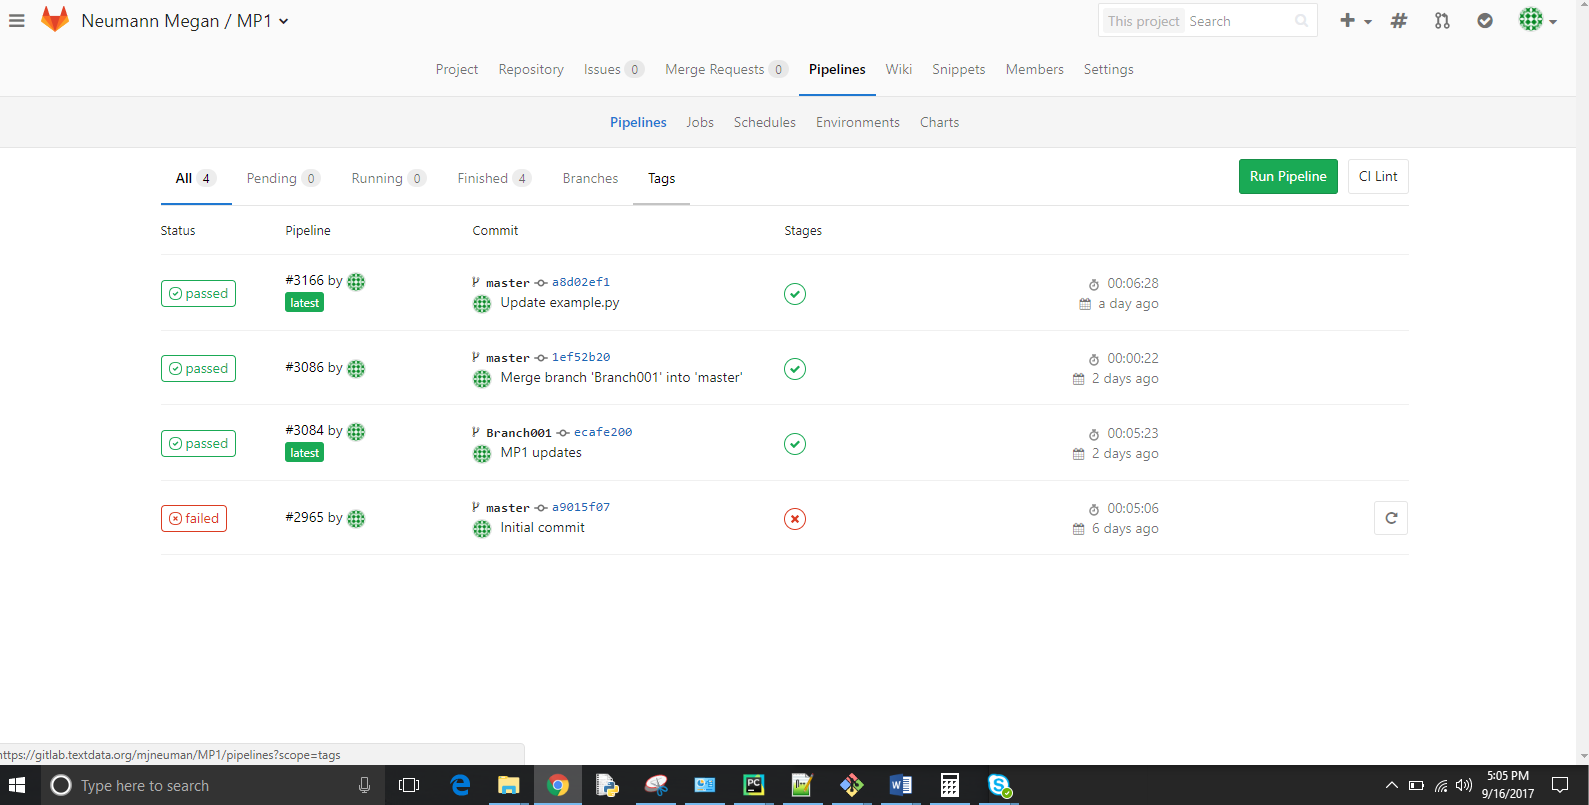 Neumann Megan / MP1
This project Search
Project Repository Issues 0 Merge Requests 0 Pipelines Wiki Snippets Members Settings
Pipelines Jobs Schedules Environments Charts
All 4 Pending 0 Running 0 Finished 4 Branches Tags Run Pipeline CI Lint
Status Pipeline Commit Stages
passed #3166 by latest master a8d02ef1 00:06:28
Update example.py a day ago
passed #3086 by master 1ef52b20 00:00:22
Merge branch 'Branch001' into 'master' 2 days ago
passed #3084 by latest Branch001 ecafe200 00:05:23
MP1 updates 2 days ago
failed #2965 by master a9015f07 00:05:06
Initial commit 6 days ago
https://gitlab.textdata.org/mjneuman/MP1/pipelines?scope=tags
Type here to search
5:05 PM
9/16/2017